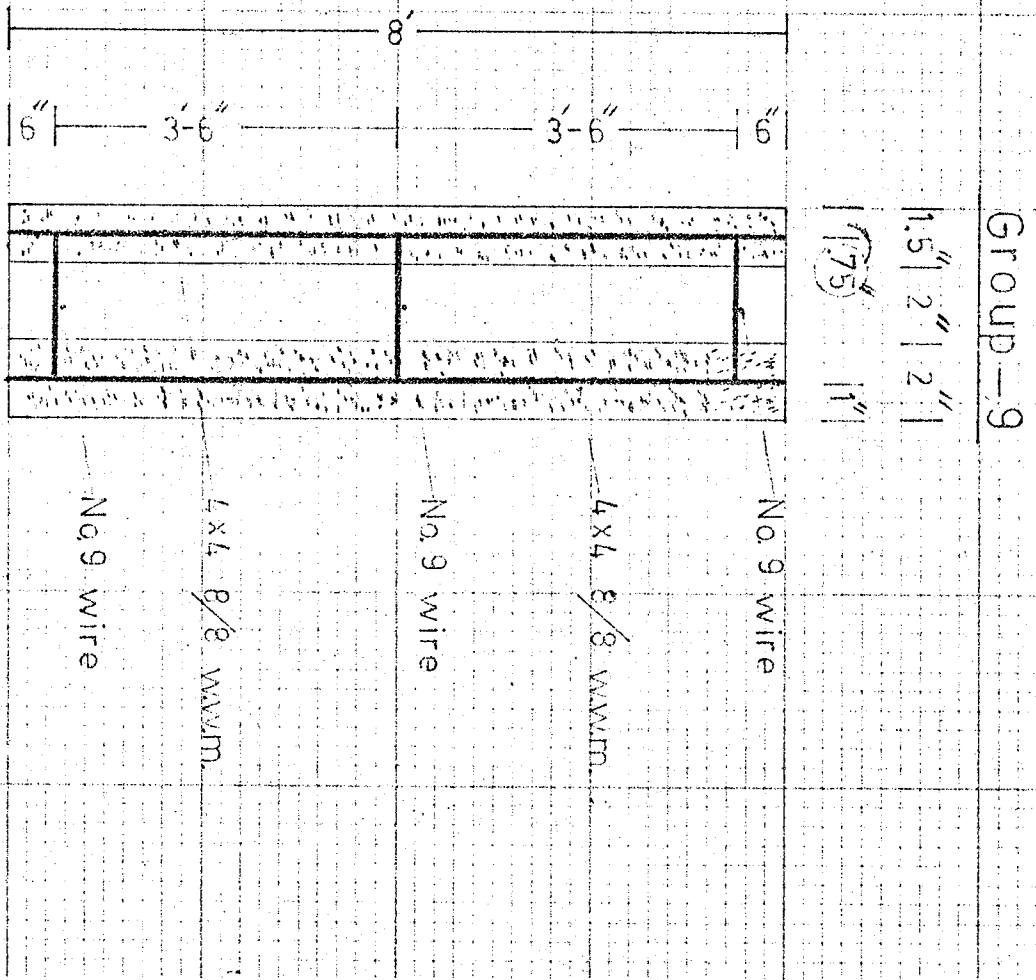 Group—9
1.5" 2" 2"
1.75" 1"
8'
6" 3'-6" 3'-6" 6"
No.9 wire
4x4 8/8 w.w.m.
No.9 wire
4x4 8/8 w.w.m.
No.9 wire